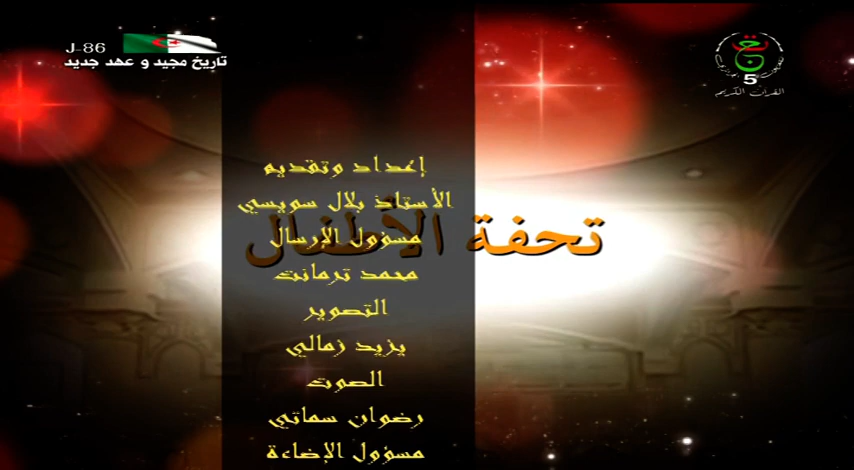 J-86
تاريخ مجيد و عهد جديد
5
القرآن الكريم
تحفة الأطفال
إعداد وتقديم
الأستاذ بلال سويسي
مسؤول الإرسال
محمد ترمانت
التصوير
يزيد زمالي
الصوت
رضوان سماتي
مسؤول الإضاءة